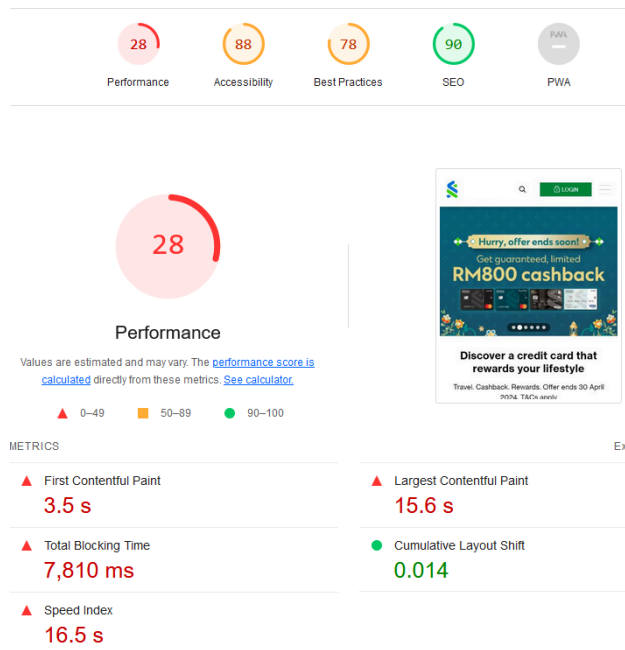 28
88
78
90
PWA
Performance
Accessibility
Best Practices
SEO
PWA
28
Performance
Values are estimated and may vary. The performance score is
calculated directly from these metrics. See calculator.
0–49
50–89
90–100
LOGIN
Hurry, offer ends soon!
Get guaranteed, limited
RM800 cashback
Discover a credit card that
rewards your lifestyle
Travel. Cashback. Rewards. Offer ends 30 April
2024. T&Cs apply
METRICS
Ex
First Contentful Paint
3.5 s
Largest Contentful Paint
15.6 s
Total Blocking Time
7,810 ms
Cumulative Layout Shift
0.014
Speed Index
16.5 s